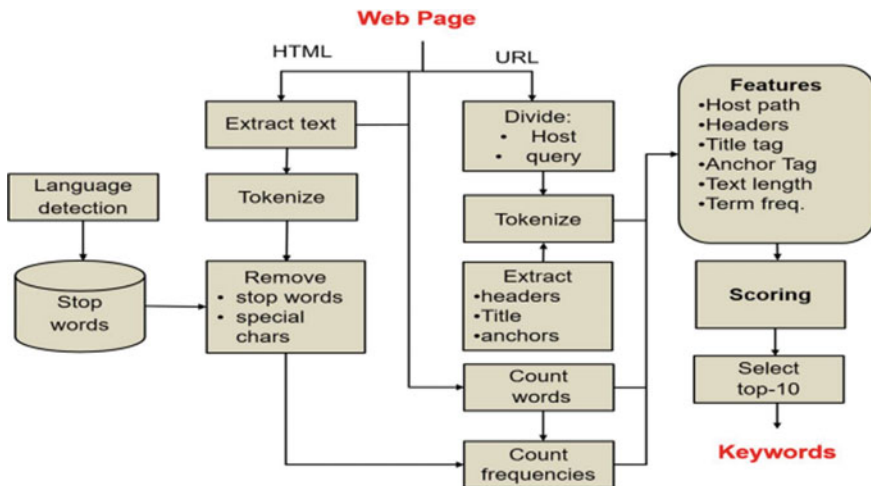 Web Page
HTML
URL
Extract text
Tokenize
Language
detection
Stop
words
Remove
• stop words
• special
chars
Divide:
• Host
• query
Tokenize
Extract
•headers
•Title
•anchors
Count
words
Count
frequencies
Features
•Host path
•Headers
•Title tag
•Anchor Tag
•Text length
•Term freq.
Scoring
Select
top-10
Keywords